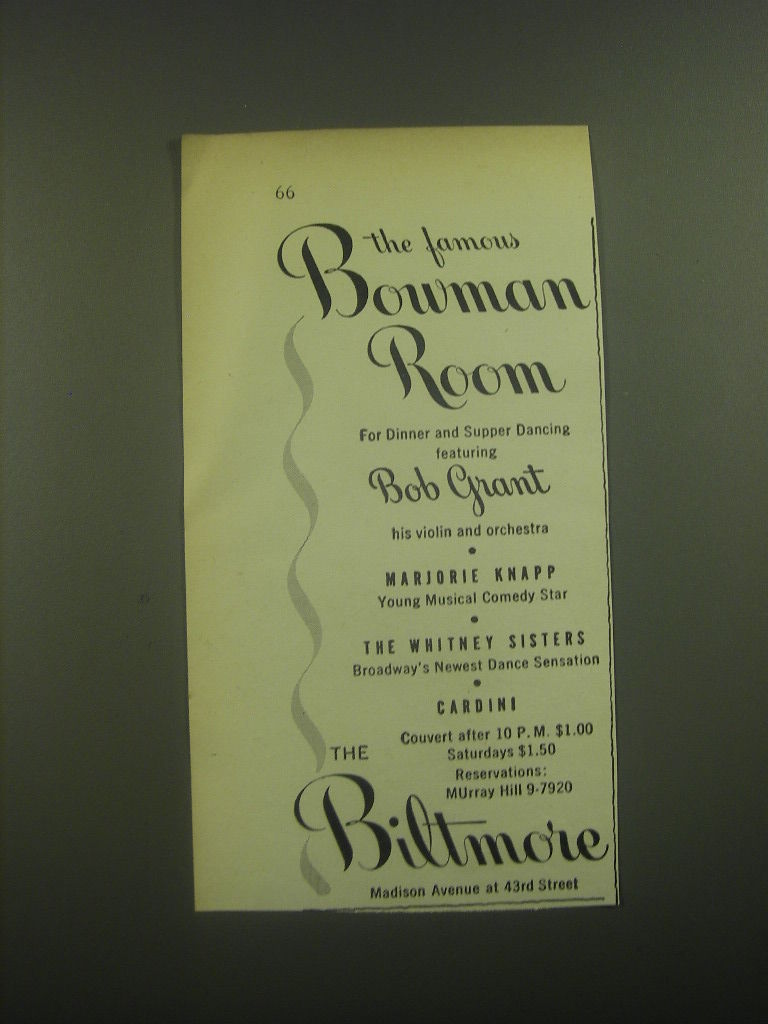 66
the famous
Bowman
Room
For Dinner and Supper Dancing
featuring
Bob Grant
his violin and orchestra
•
MARJORIE KNAPP
Young Musical Comedy Star
•
THE WHITNEY SISTERS
Broadway's Newest Dance Sensation
•
CARDINI
Couvert after 10 P.M. $1.00
Saturdays $1.50
Reservations:
MUrray Hill 9-7920
THE
Biltmore
Madison Avenue at 43rd Street